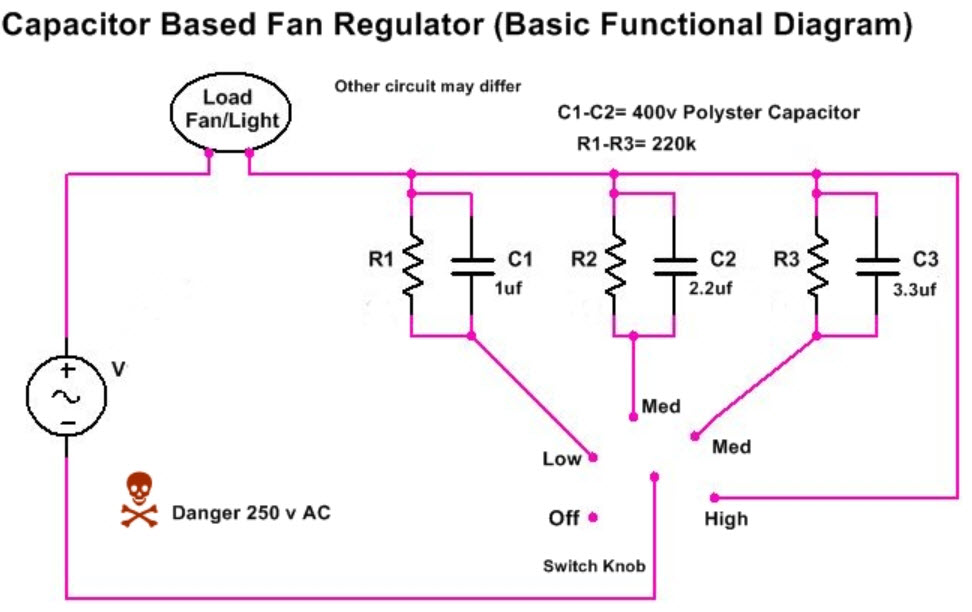 Capacitor Based Fan Regulator (Basic Functional Diagram)
Load
Fan/Light
Other circuit may differ
C1-C2= 400v Polyster Capacitor
R1-R3= 220k
R1
C1
1uf
R2
C2
2.2uf
R3
C3
3.3uf
+
V
−
Med
Med
Low
Off
High
Danger 250 v AC
Switch Knob